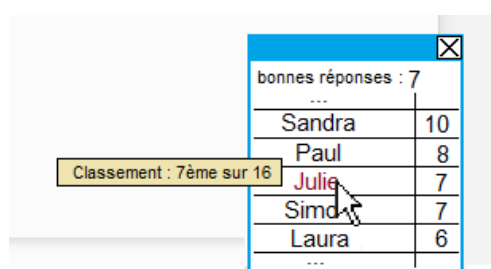 bonnes réponses : 7
...
Sandra 10
Paul 8
Classement : 7ème sur 16
Julie 7
7
Laura 6
...